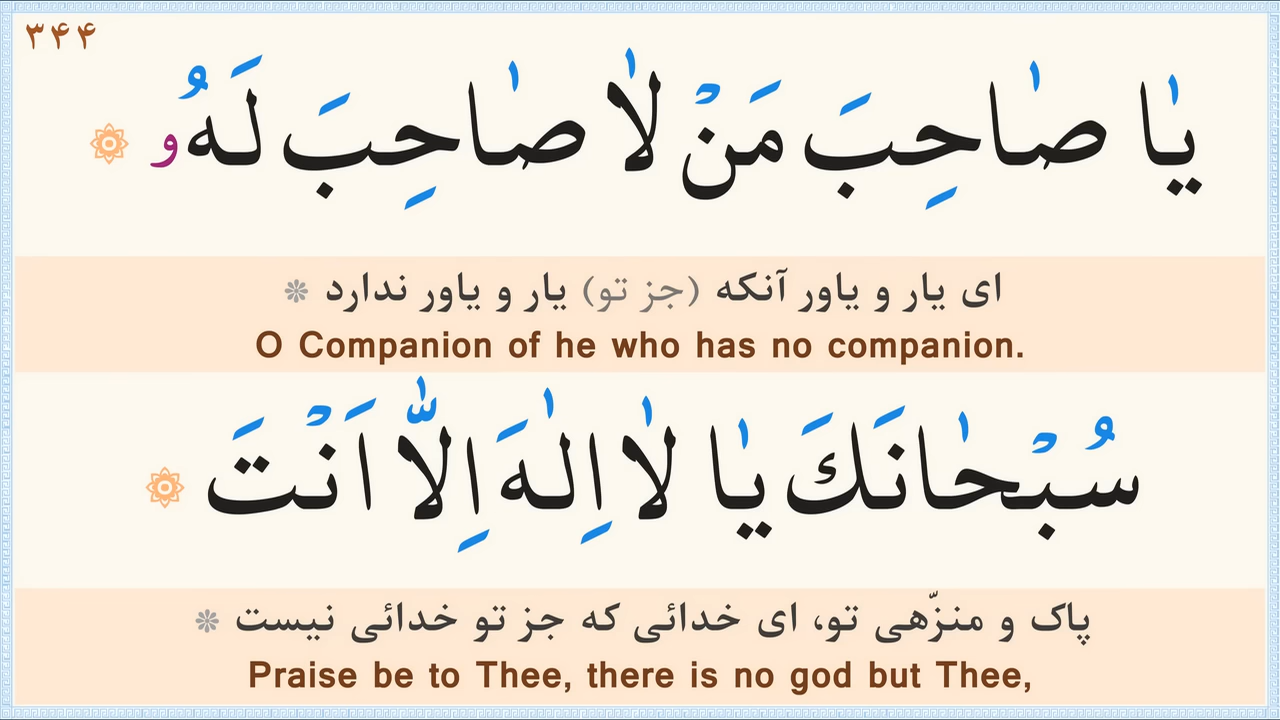 ۳۴۴
يٰا صٰاحِبَ مَنْ لٰا صٰاحِبَ لَهُ و
ای یار و یاور آنکه (جز تو) یار و یاور ندارد
O Companion of he who has no companion.
سُبْحٰانَكَ يٰا لٰا اِلٰهَ اِلّٰا اَنْتَ
پاک و منزّهی تو، ای خدائی که جز تو خدائی نیست
Praise be to Thee, there is no god but Thee,